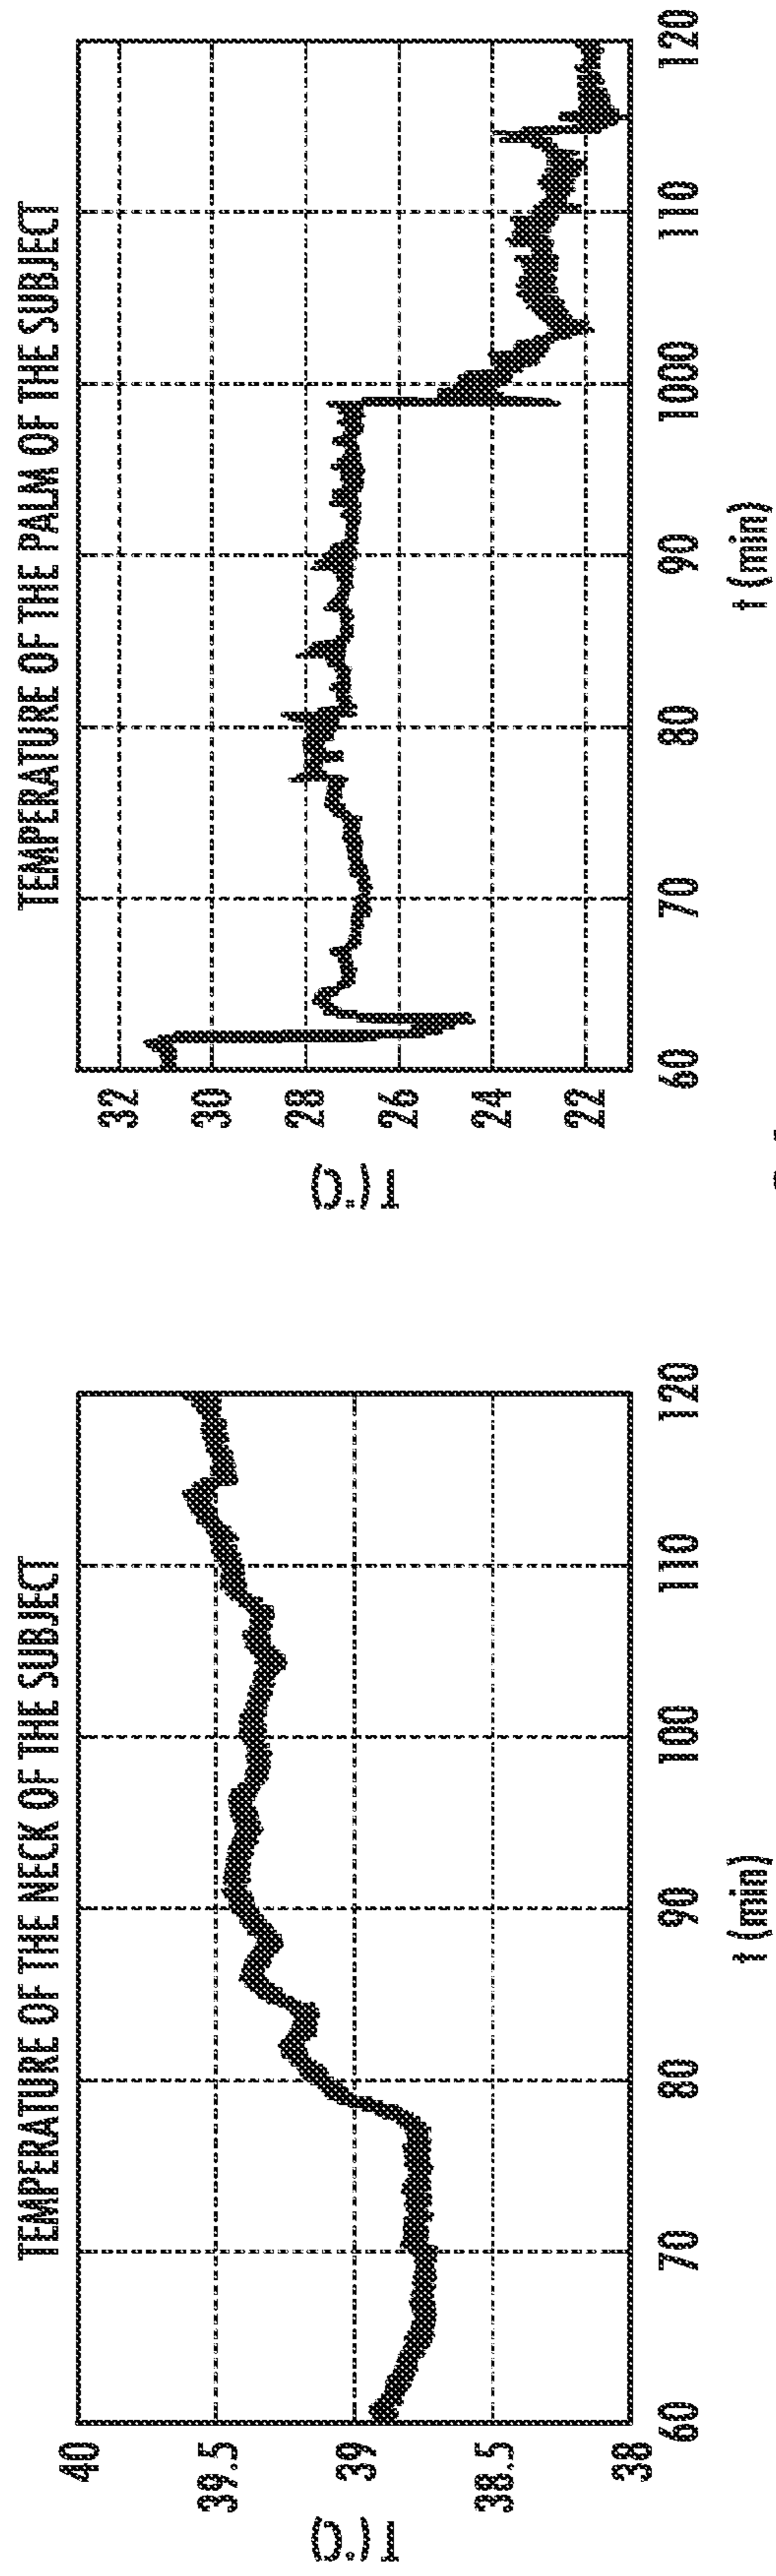 TEMPERATURE OF THE NECK OF THE SUBJECT
40
39.5
39
38.5
38
T(°C)
60 70 80 90 100 110 120
t (min)
TEMPERATURE OF THE PALM OF THE SUBJECT
32
30
28
26
24
22
T(°C)
60 70 80 90 1000 110 120
t (min)